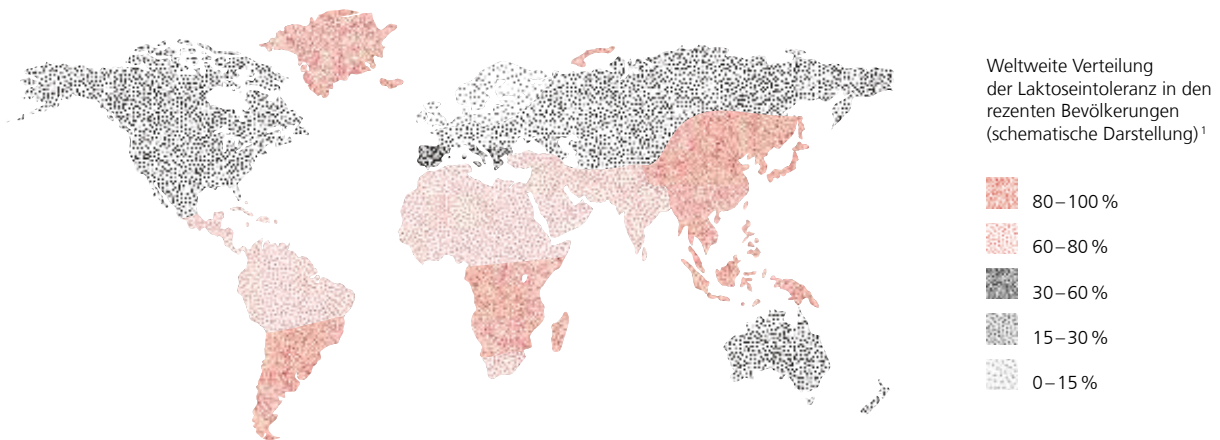 Weltweite Verteilung
der Laktoseintoleranz in den
rezenten Bevölkerungen
(schematische Darstellung) ¹
80 – 100 %
60 – 80 %
30 – 60 %
15 – 30 %
0 – 15 %